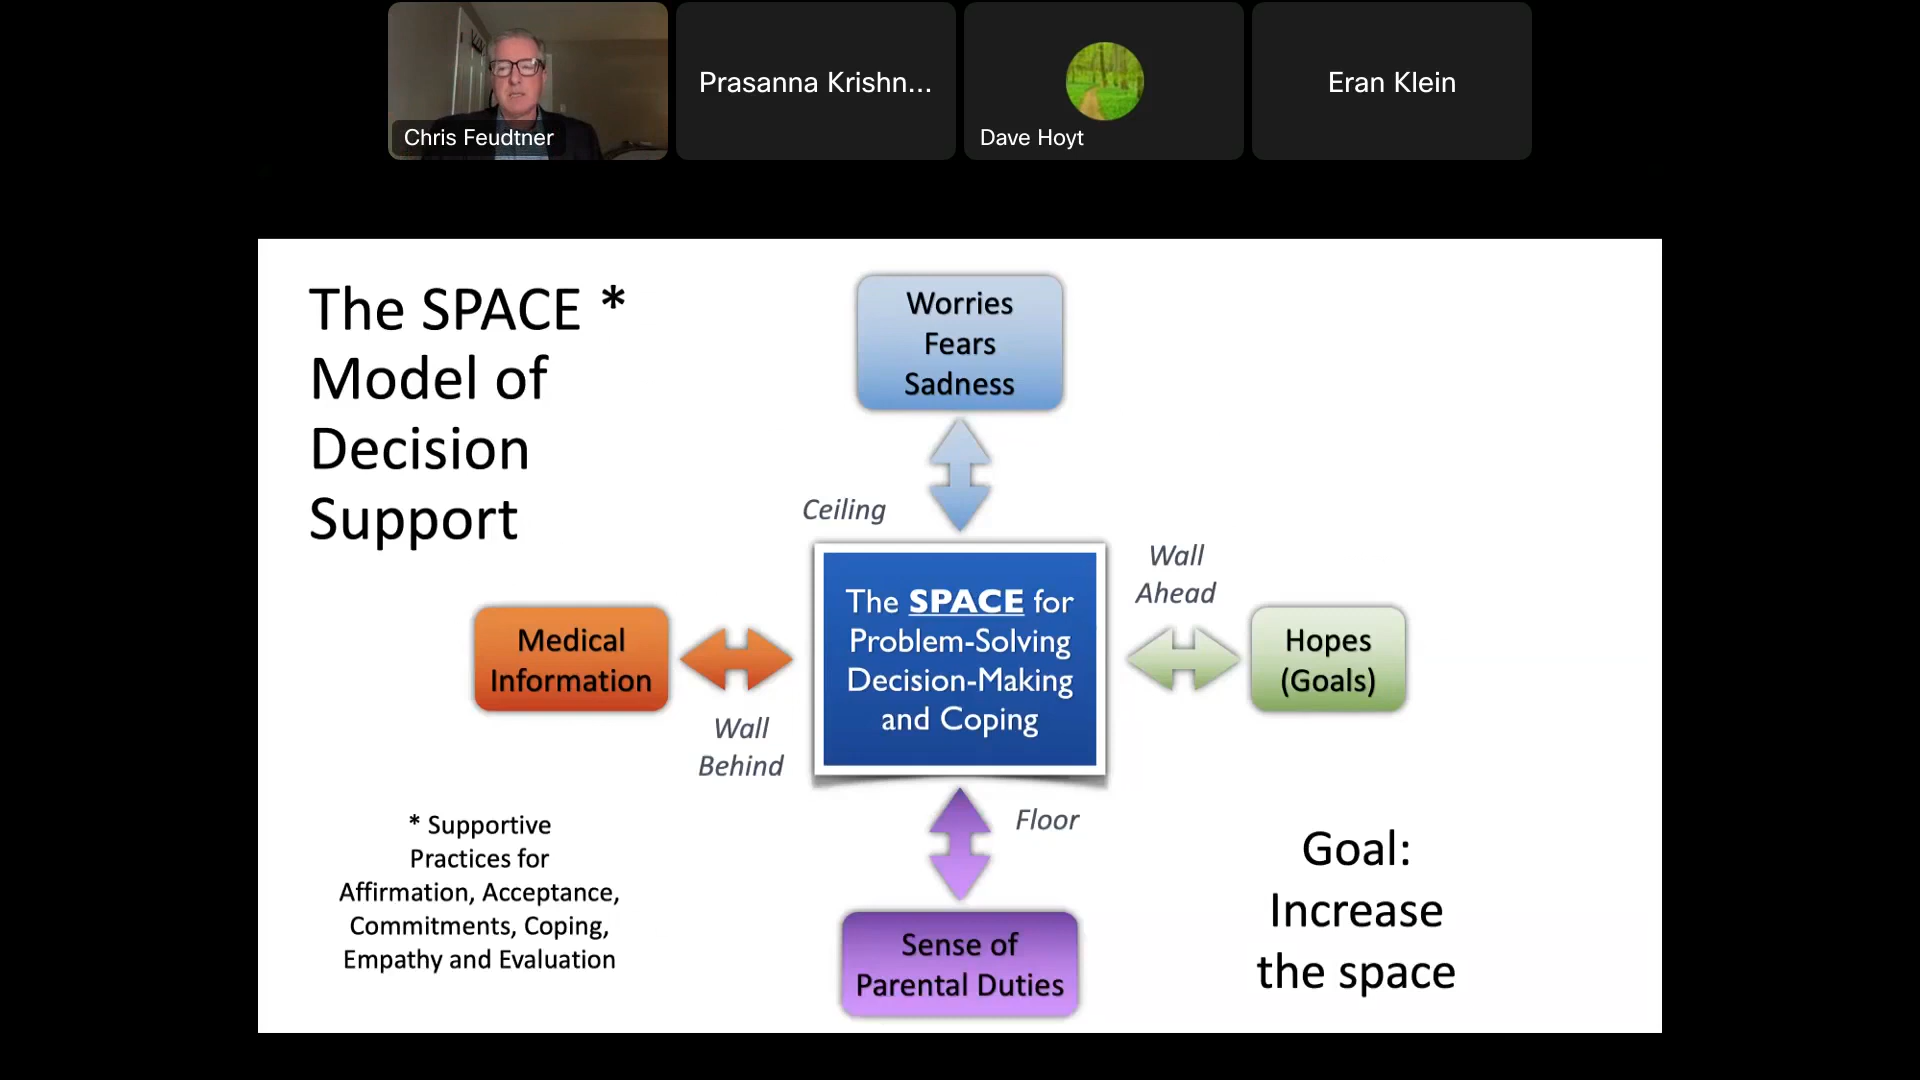 Chris Feudtner
Prasanna Krishn...
Dave Hoyt
Eran Klein
The SPACE *
Model of
Decision
Support
Worries
Fears
Sadness
Ceiling
Wall
Ahead
Medical
Information
The SPACE for
Problem-Solving
Decision-Making
and Coping
Hopes
(Goals)
Wall
Behind
Floor
* Supportive
Practices for
Affirmation, Acceptance,
Commitments, Coping,
Empathy and Evaluation
Sense of
Parental Duties
Goal:
Increase
the space